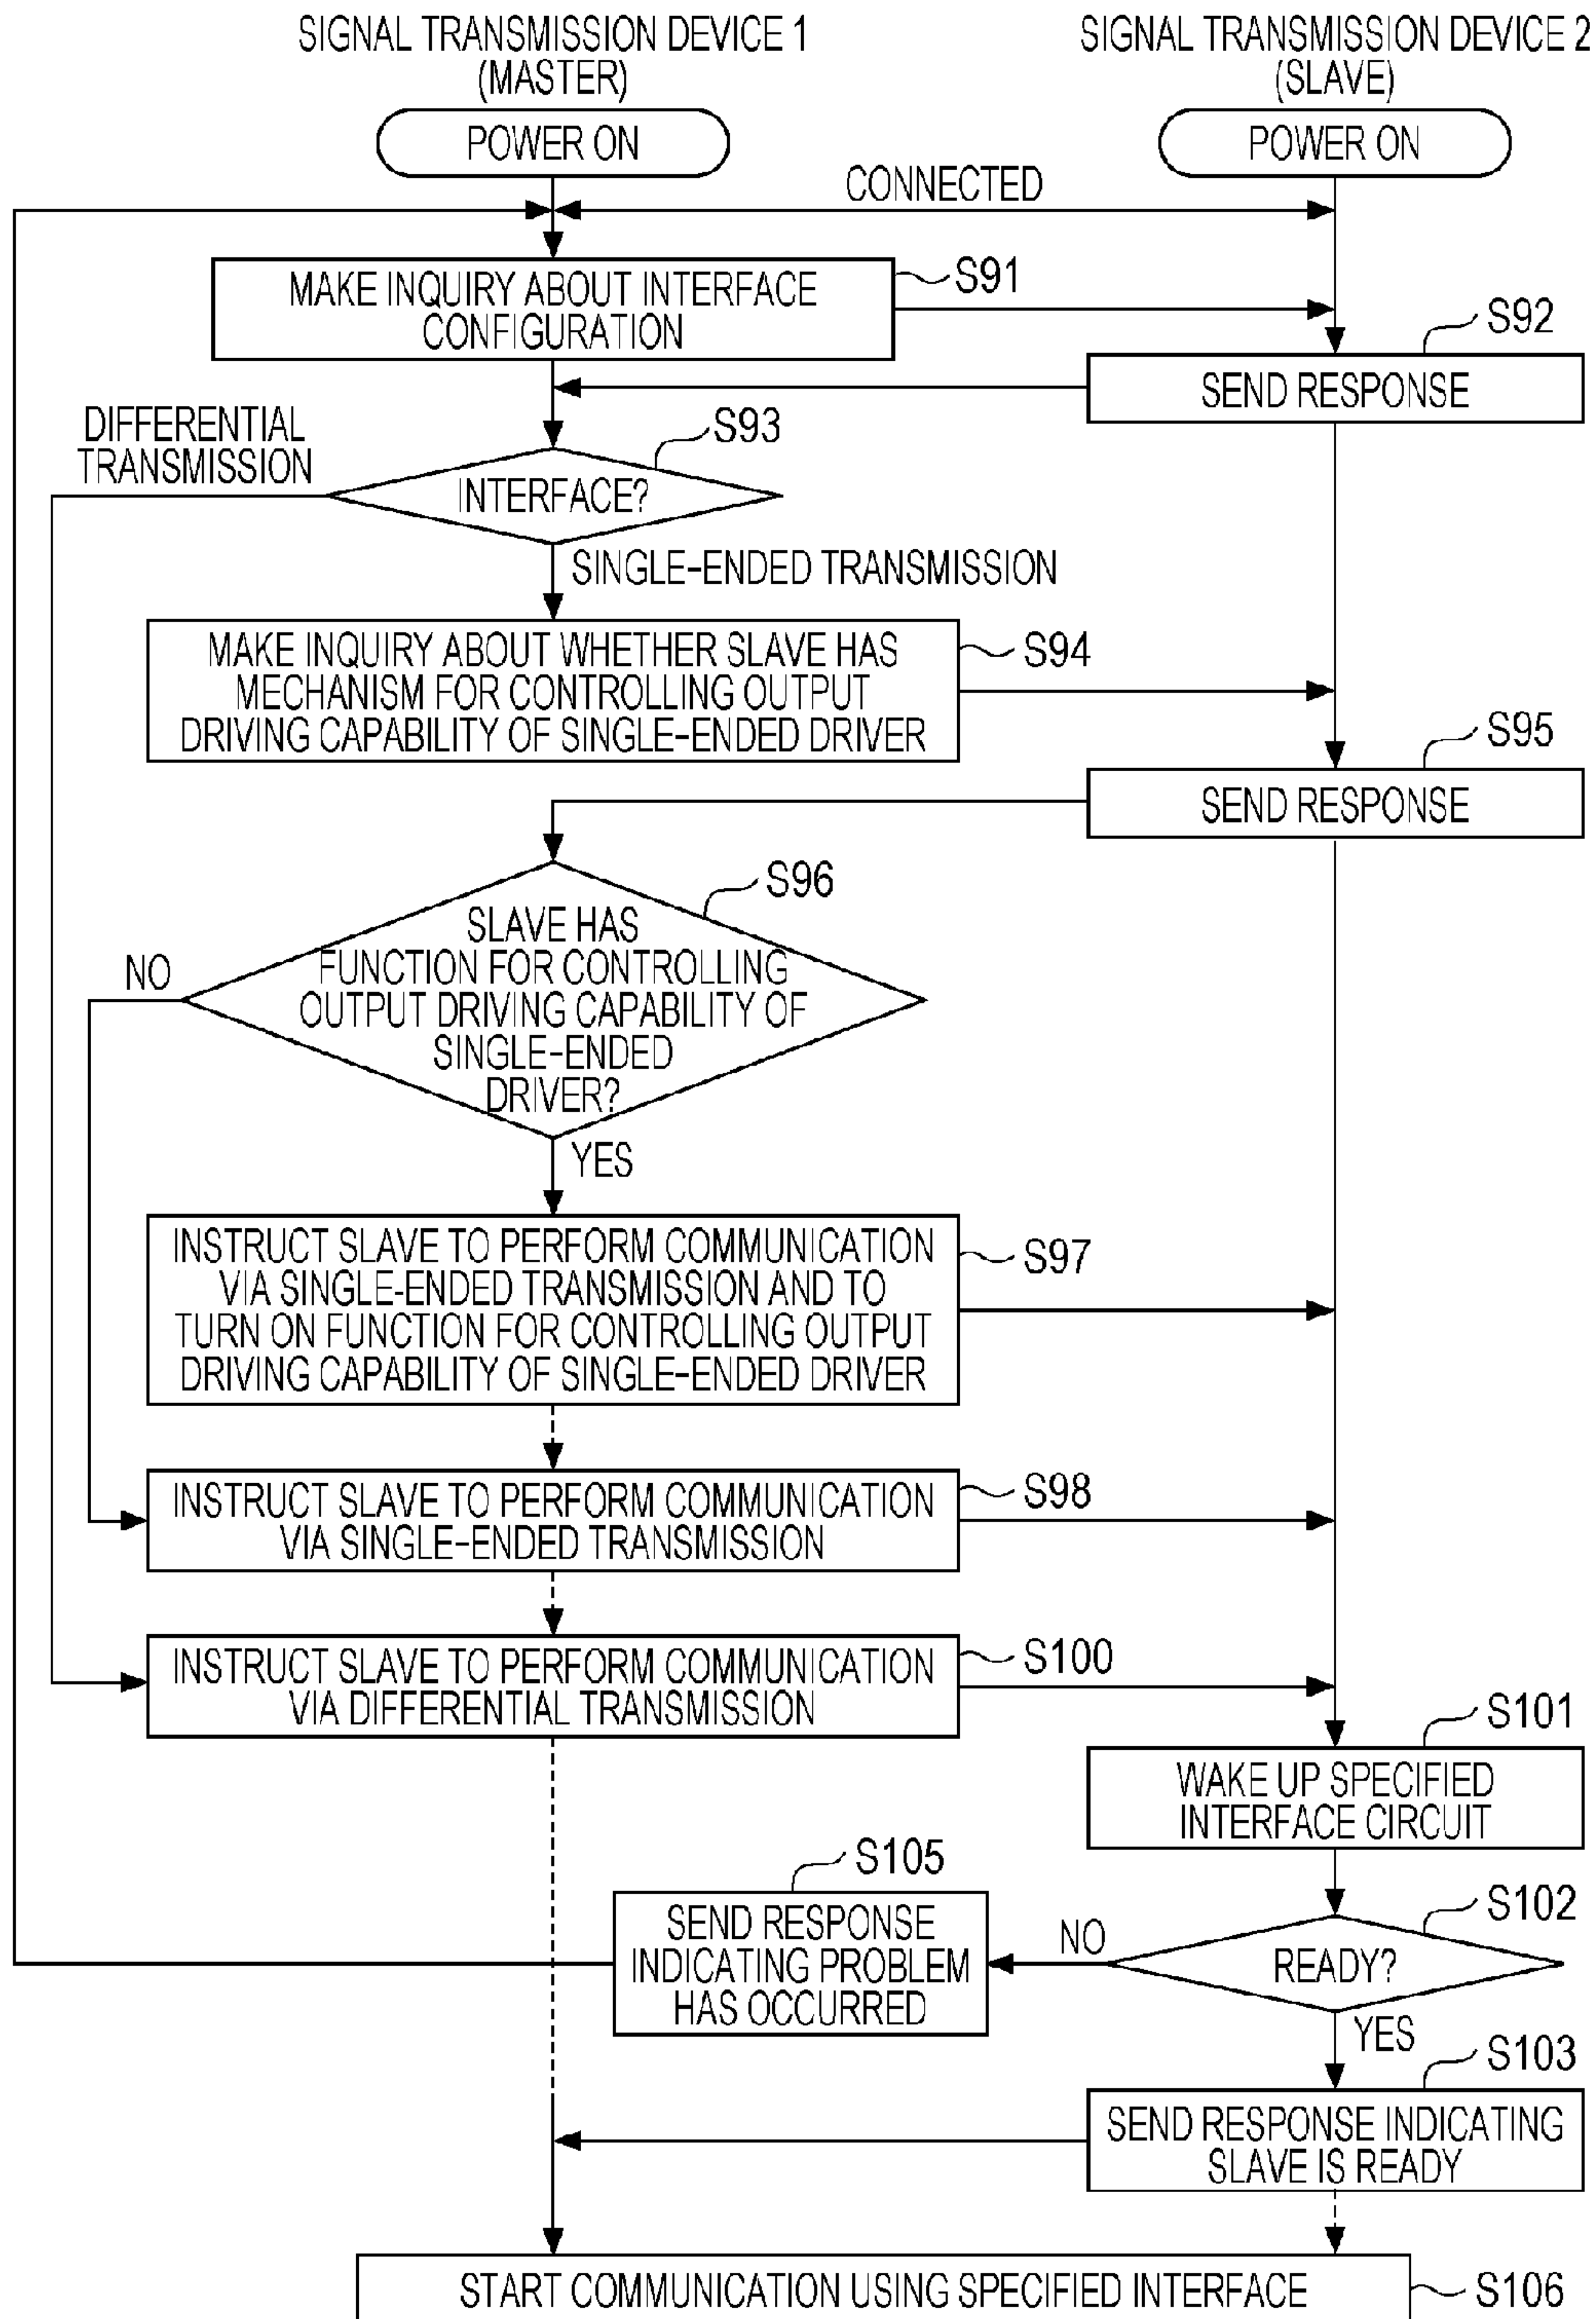 SIGNAL TRANSMISSION DEVICE 1
(MASTER)
SIGNAL TRANSMISSION DEVICE 2
(SLAVE)
POWER ON
POWER ON
CONNECTED
MAKE INQUIRY ABOUT INTERFACE
CONFIGURATION
S91
S92
SEND RESPONSE
DIFFERENTIAL
TRANSMISSION
S93
INTERFACE?
SINGLE-ENDED TRANSMISSION
MAKE INQUIRY ABOUT WHETHER SLAVE HAS
MECHANISM FOR CONTROLLING OUTPUT
DRIVING CAPABILITY OF SINGLE-ENDED DRIVER
S94
S95
SEND RESPONSE
S96
SLAVE HAS
FUNCTION FOR CONTROLLING
OUTPUT DRIVING CAPABILITY OF
SINGLE-ENDED
DRIVER?
NO
YES
INSTRUCT SLAVE TO PERFORM COMMUNICATION
VIA SINGLE-ENDED TRANSMISSION AND TO
TURN ON FUNCTION FOR CONTROLLING OUTPUT
DRIVING CAPABILITY OF SINGLE-ENDED DRIVER
S97
INSTRUCT SLAVE TO PERFORM COMMUNICATION
VIA SINGLE-ENDED TRANSMISSION
S98
INSTRUCT SLAVE TO PERFORM COMMUNICATION
VIA DIFFERENTIAL TRANSMISSION
S100
S101
WAKE UP SPECIFIED
INTERFACE CIRCUIT
S102
READY?
NO
S105
SEND RESPONSE
INDICATING PROBLEM
HAS OCCURRED
YES
S103
SEND RESPONSE INDICATING
SLAVE IS READY
START COMMUNICATION USING SPECIFIED INTERFACE
S106